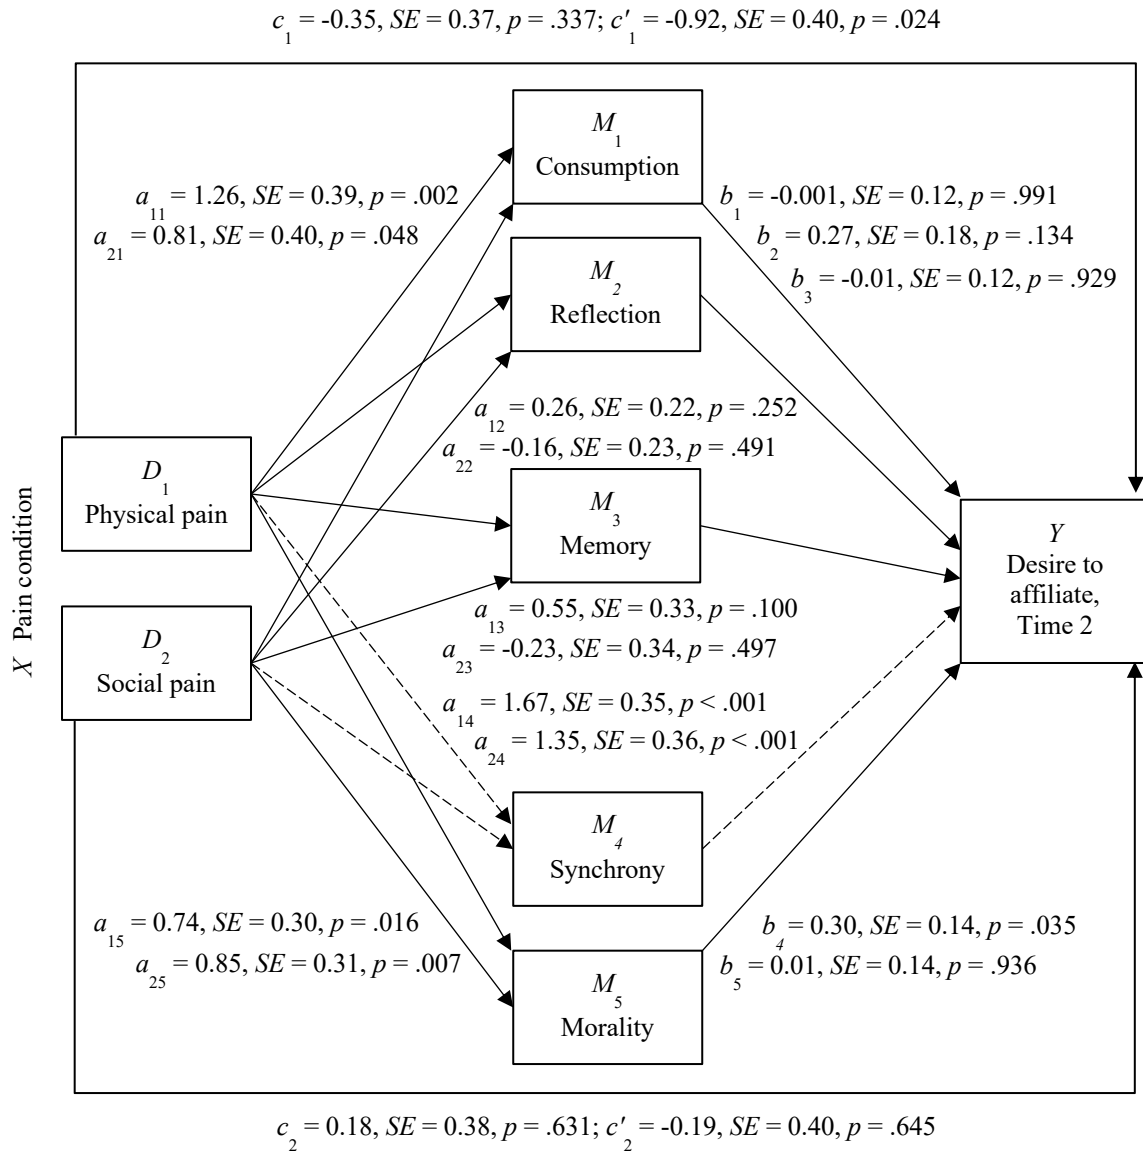 c₁ = -0.35, SE = 0.37, p = .337; c′₁ = -0.92, SE = 0.40, p = .024
M₁
Consumption
a₁₁ = 1.26, SE = 0.39, p = .002
a₂₁ = 0.81, SE = 0.40, p = .048
b₁ = -0.001, SE = 0.12, p = .991
b₂ = 0.27, SE = 0.18, p = .134
b₃ = -0.01, SE = 0.12, p = .929
M₂
Reflection
a₁₂ = 0.26, SE = 0.22, p = .252
a₂₂ = -0.16, SE = 0.23, p = .491
X Pain condition
D₁
Physical pain
M₃
Memory
Y
Desire to
affiliate,
Time 2
D₂
Social pain
a₁₃ = 0.55, SE = 0.33, p = .100
a₂₃ = -0.23, SE = 0.34, p = .497
a₁₄ = 1.67, SE = 0.35, p < .001
a₂₄ = 1.35, SE = 0.36, p < .001
M₄
Synchrony
a₁₅ = 0.74, SE = 0.30, p = .016
a₂₅ = 0.85, SE = 0.31, p = .007
b₄ = 0.30, SE = 0.14, p = .035
b₅ = 0.01, SE = 0.14, p = .936
M₅
Morality
c₂ = 0.18, SE = 0.38, p = .631; c′₂ = -0.19, SE = 0.40, p = .645